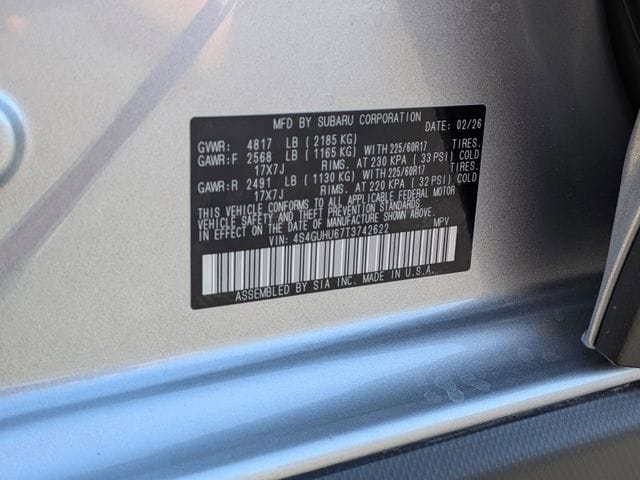 MFD BY SUBARU CORPORATION DATE: 02/26
GVWR: 4817 LB (2185 KG)
GAWR:F 2568 LB (1165 KG) WITH 225/60R17 TIRES.
17X7J RIMS. AT 230 KPA (33 PSI) COLD
GAWR:R 2491 LB (1130 KG) WITH 225/60R17 TIRES.
17X7J RIMS. AT 220 KPA (32 PSI) COLD
THIS VEHICLE CONFORMS TO ALL APPLICABLE FEDERAL MOTOR
VEHICLE SAFETY AND THEFT PREVENTION STANDARDS
IN EFFECT ON THE DATE OF MANUFACTURE SHOWN ABOVE.
VIN: 4S4GUHU67T3742622 MPV
ASSEMBLED BY SIA INC. MADE IN U.S.A.